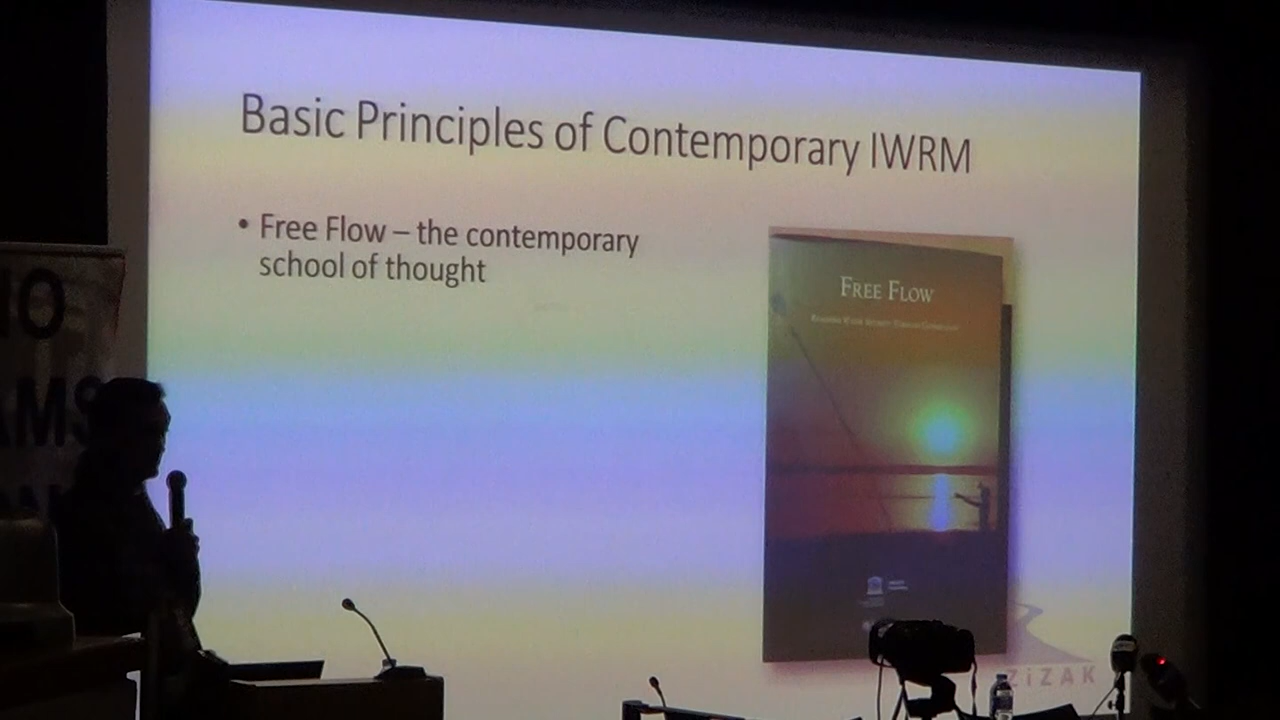 Basic Principles of Contemporary IWRM
• Free Flow – the contemporary
school of thought
FREE FLOW
ZiZAK